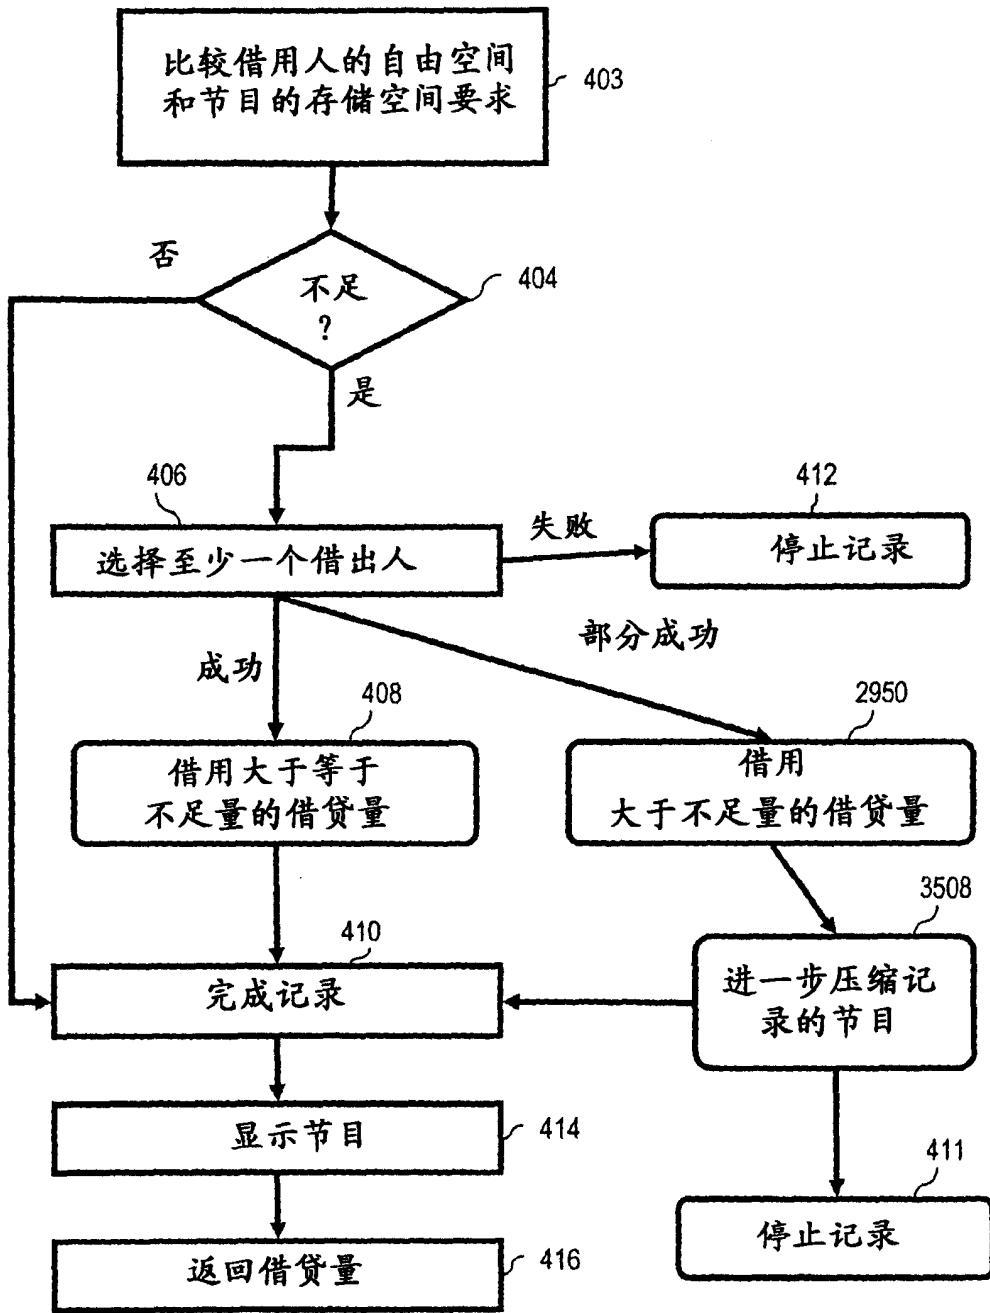 比较借用人的自由空间
和节目的存储空间要求
403
否
不足
?
404
是
406
412
选择至少一个借出人
失败
停止记录
部分成功
成功
408
2950
借用大于等于
不足量的借贷量
借用
大于不足量的借贷量
3508
410
完成记录
进一步压缩记
录的节目
显示节目
414
411
停止记录
返回借贷量
416